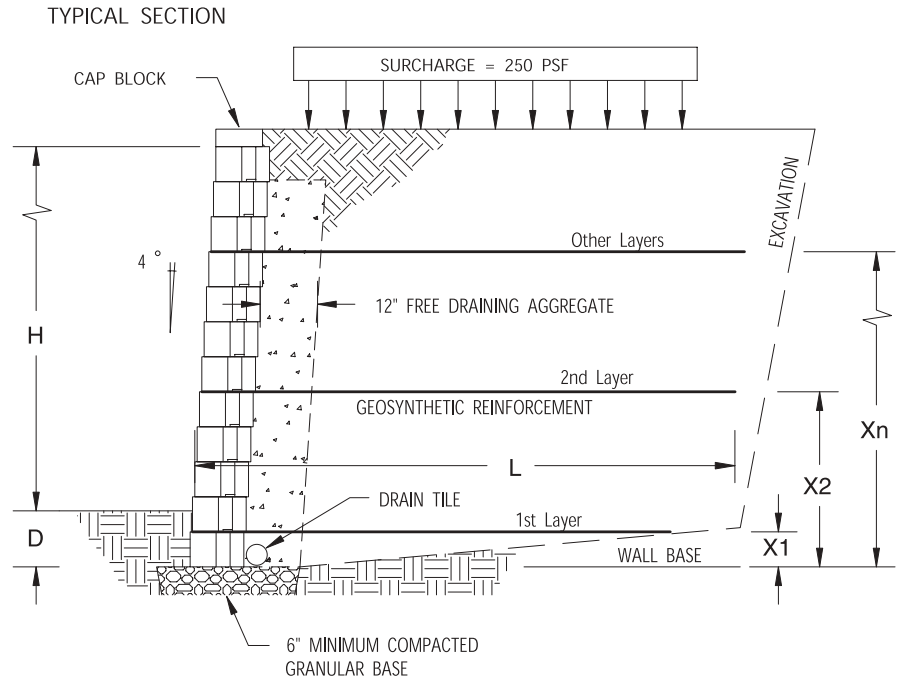 TYPICAL SECTION
SURCHARGE = 250 PSF
CAP BLOCK
EXCAVATION
Other Layers
4 °
12" FREE DRAINING AGGREGATE
H
2nd Layer
GEOSYNTHETIC REINFORCEMENT
Xn
L
X2
DRAIN TILE
1st Layer
D
X1
WALL BASE
6" MINIMUM COMPACTED
GRANULAR BASE